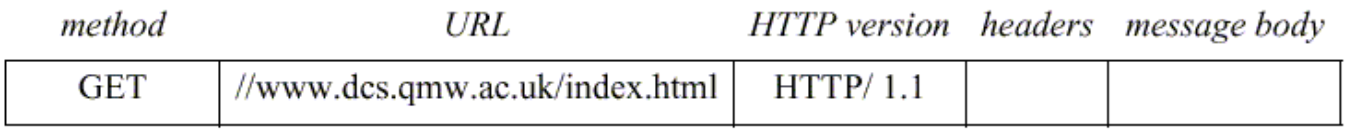 method URL HTTP version headers message body
GET //www.dcs.qmw.ac.uk/index.html HTTP/ 1.1